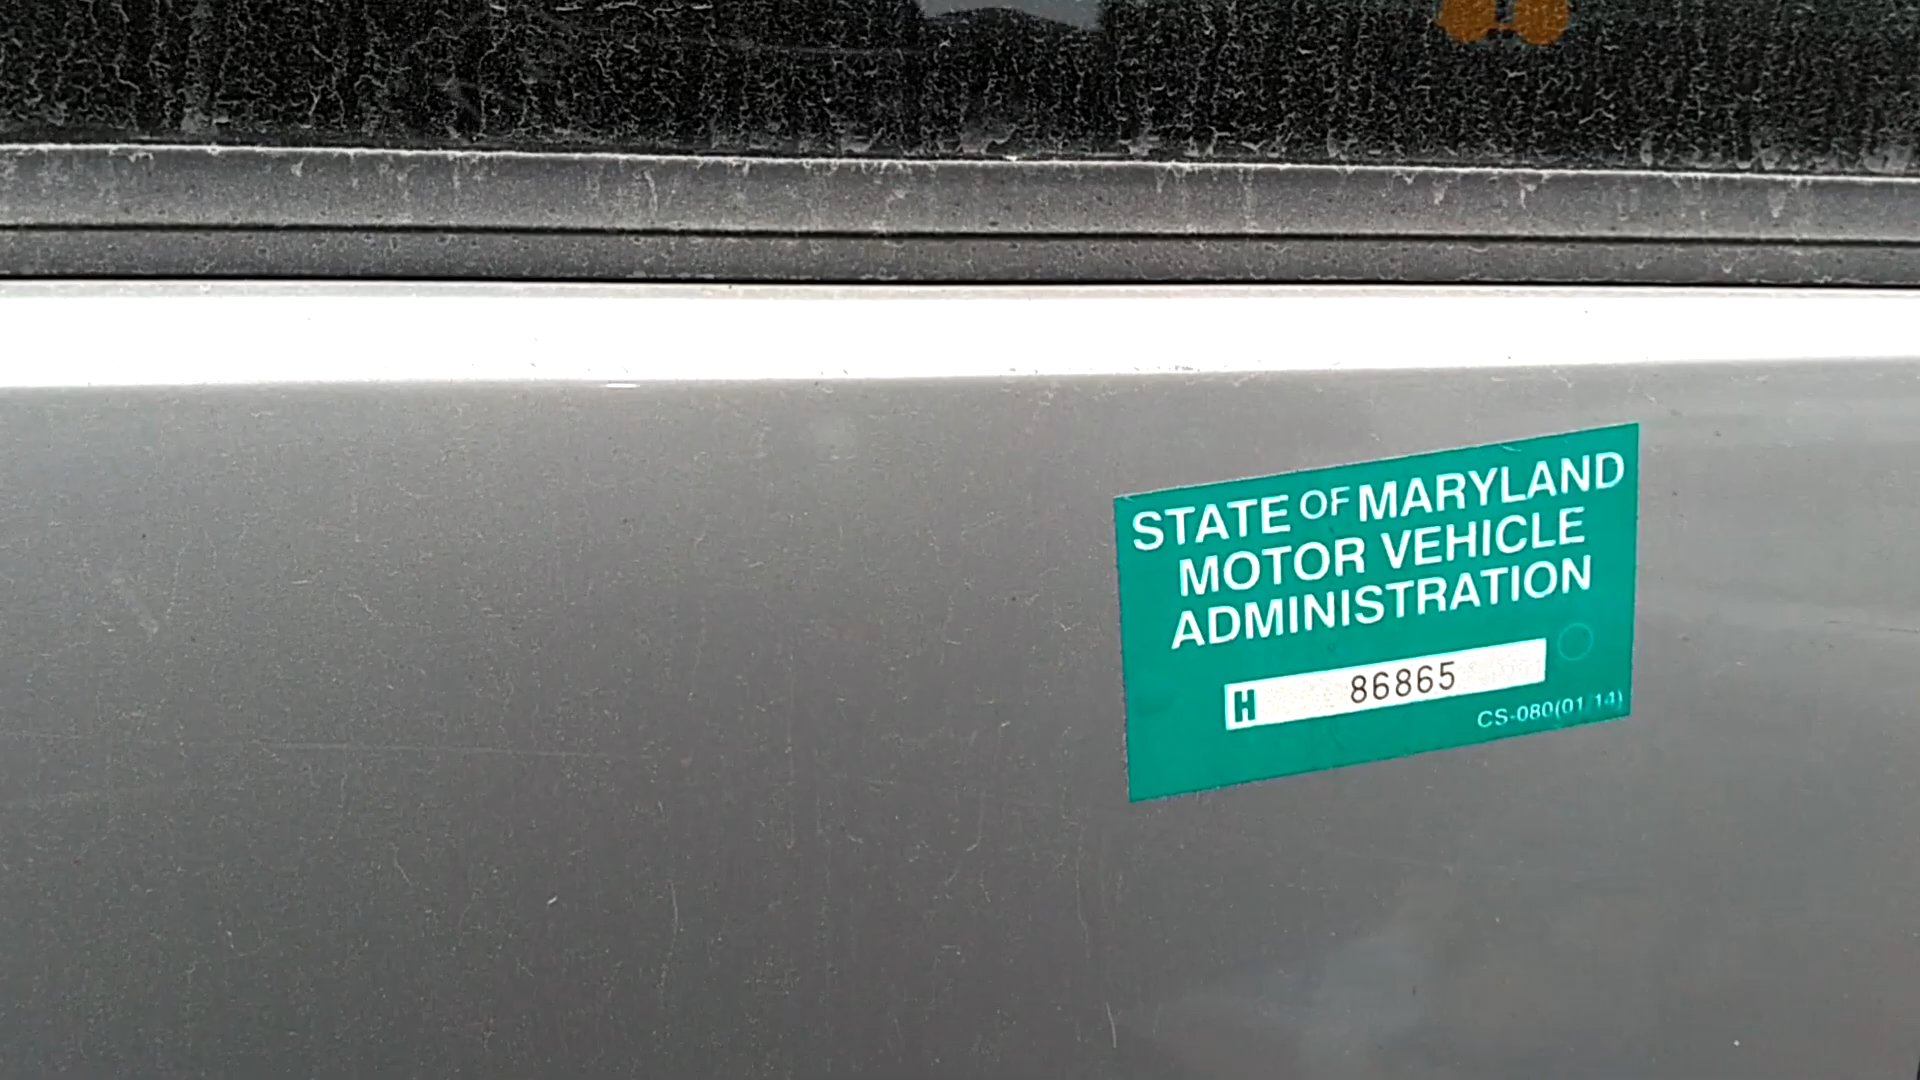 STATE OF MARYLAND
MOTOR VEHICLE
ADMINISTRATION
H 86865
CS-080(01/14)